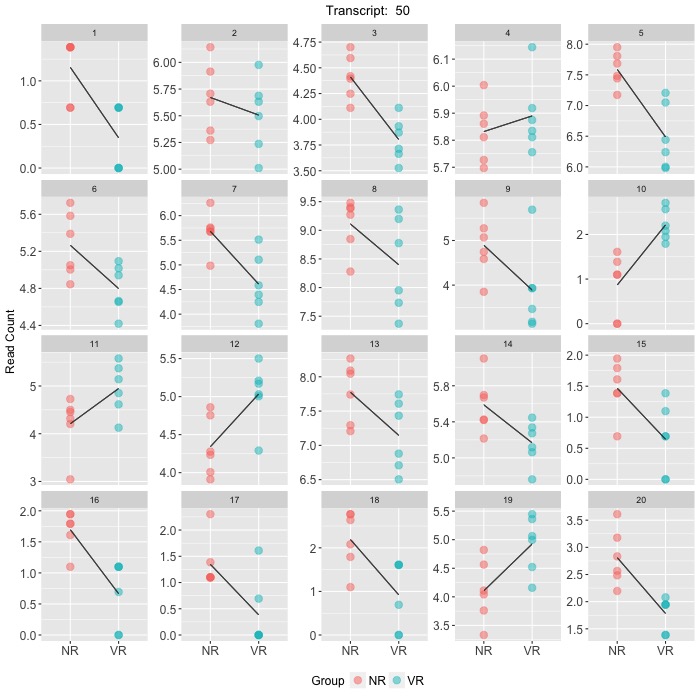 Transcript:  50
1 2 3 4 5
1.0 0.5 0.0
6.00 5.75 5.50 5.25 5.00
4.75 4.50 4.25 4.00 3.75 3.50
6.1 6.0 5.9 5.8 5.7
8.0 7.5 7.0 6.5 6.0
6 7 8 9 10
5.6 5.2 4.8 4.4
6.0 5.5 5.0 4.5 4.0
9.5 9.0 8.5 8.0 7.5
5 4
2 1 0
Read Count
11 12 13 14 15
5 4 3
5.5 5.0 4.5 4.0
8.0 7.5 7.0 6.5
5.8 5.4 5.0
2.0 1.5 1.0 0.5 0.0
16 17 18 19 20
2.0 1.5 1.0 0.5 0.0
2.0 1.5 1.0 0.5 0.0
2 1 0
5.5 5.0 4.5 4.0 3.5
3.5 3.0 2.5 2.0 1.5
NR VR NR VR NR VR NR VR NR VR
Group NR VR